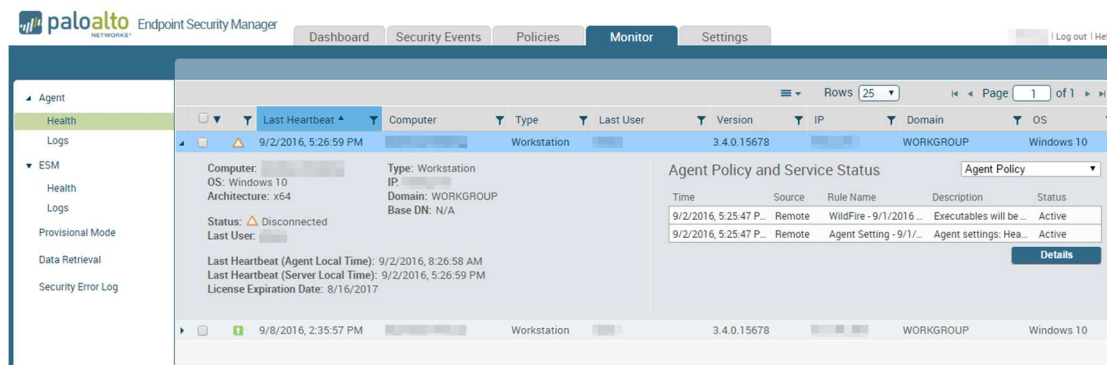 paloalto NETWORKS® Endpoint Security Manager
Dashboard Security Events Policies Monitor Settings
Log out | Hel
Agent
Health
Logs
ESM
Health
Logs
Provisional Mode
Data Retrieval
Security Error Log
Rows 25 Page 1 of 1
Last Heartbeat Computer Type Last User Version IP Domain OS
9/2/2016, 5:26:59 PM Workstation 3.4.0.15678 WORKGROUP Windows 10
Computer:
OS: Windows 10
Architecture: x64
Status: Disconnected
Last User:
Type: Workstation
IP:
Domain: WORKGROUP
Base DN: N/A
Last Heartbeat (Agent Local Time): 9/2/2016, 8:26:58 AM
Last Heartbeat (Server Local Time): 9/2/2016, 5:26:59 PM
License Expiration Date: 8/16/2017
Agent Policy and Service Status Agent Policy
Time Source Rule Name Description Status
9/2/2016, 5:25:47 P... Remote WildFire - 9/1/2016 ... Executables will be ... Active
9/2/2016, 5:25:47 P... Remote Agent Setting - 9/1/... Agent settings: Hea... Active
Details
9/8/2016, 2:35:57 PM Workstation 3.4.0.15678 WORKGROUP Windows 10